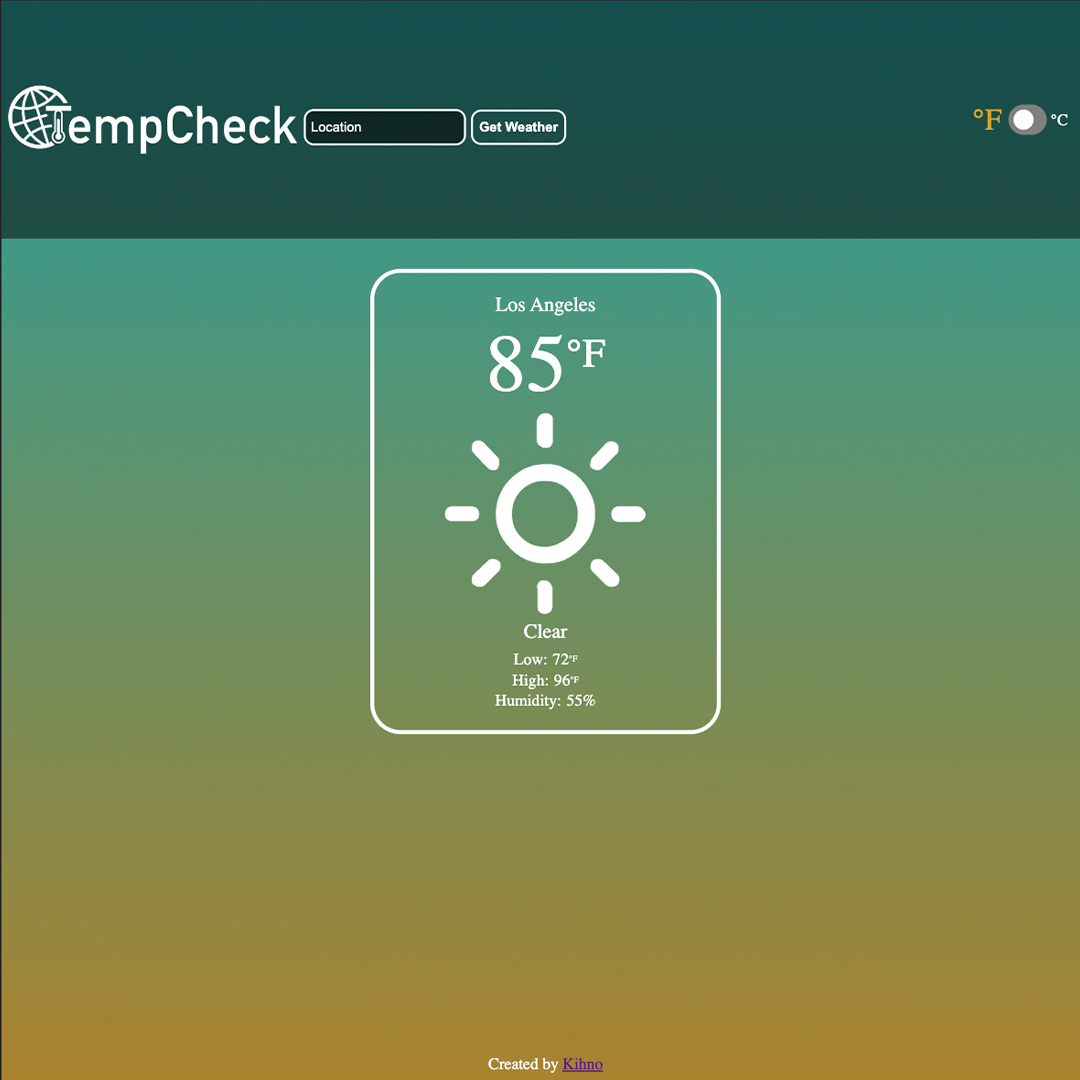 TempCheck Location Get Weather °F °C
Los Angeles
85°F
Clear
Low: 72°F
High: 96°F
Humidity: 55%
Created by Kihno